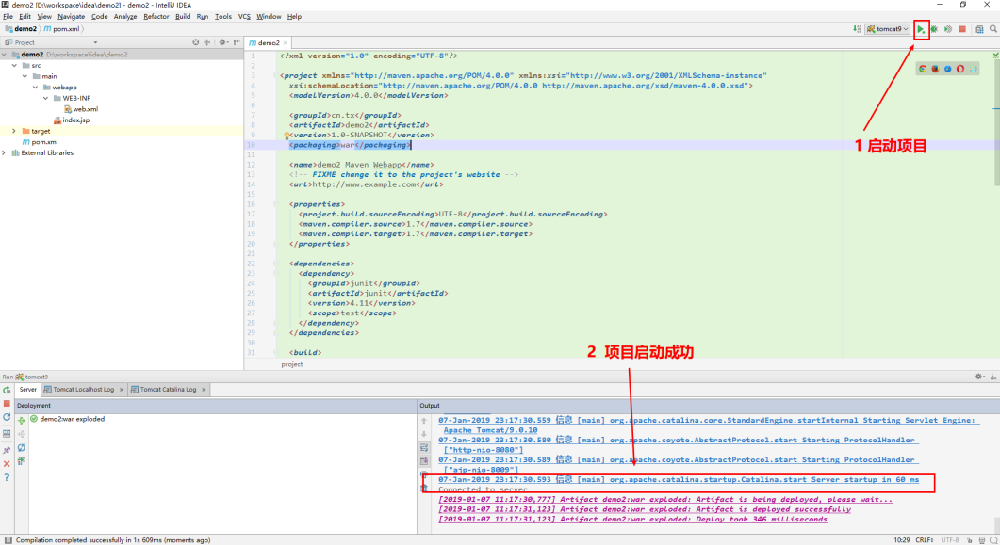 demo2 [D:\workspace\idea\demo2] - demo2 - IntelliJ IDEA
File Edit View Navigate Code Analyze Refactor Build Run Tools VCS Window Help
demo2 pom.xml
tomcat9
Project
demo2
demo2 D:\workspace\idea\demo2
src
main
webapp
WEB-INF
web.xml
index.jsp
target
pom.xml
External Libraries
1 <?xml version="1.0" encoding="UTF-8"?>
2
3 <project xmlns="http://maven.apache.org/POM/4.0.0" xmlns:xsi="http://www.w3.org/2001/XMLSchema-instance"
4 xsi:schemaLocation="http://maven.apache.org/POM/4.0.0 http://maven.apache.org/xsd/maven-4.0.0.xsd">
5 <modelVersion>4.0.0</modelVersion>
6
7 <groupId>cn.tx</groupId>
8 <artifactId>demo2</artifactId>
9 <version>1.0-SNAPSHOT</version>
10 <packaging>war</packaging>
11
12 <name>demo2 Maven Webapp</name>
13 <!-- FIXME change it to the project's website -->
14 <url>http://www.example.com</url>
15
16 <properties>
17 <project.build.sourceEncoding>UTF-8</project.build.sourceEncoding>
18 <maven.compiler.source>1.7</maven.compiler.source>
19 <maven.compiler.target>1.7</maven.compiler.target>
20 </properties>
21
22 <dependencies>
23 <dependency>
24 <groupId>junit</groupId>
25 <artifactId>junit</artifactId>
26 <version>4.11</version>
27 <scope>test</scope>
28 </dependency>
29 </dependencies>
30
31 <build>
project
1 启动项目
2 项目启动成功
Run tomcat9
Server Tomcat Localhost Log Tomcat Catalina Log
Deployment
demo2:war exploded
Output
07-Jan-2019 23:17:30.559 信息 [main] org.apache.catalina.core.StandardEngine.startInternal Starting Servlet Engine:
Apache Tomcat/9.0.10
07-Jan-2019 23:17:30.580 信息 [main] org.apache.coyote.AbstractProtocol.start Starting ProtocolHandler
["http-nio-8080"]
07-Jan-2019 23:17:30.589 信息 [main] org.apache.coyote.AbstractProtocol.start Starting ProtocolHandler
["ajp-nio-8009"]
07-Jan-2019 23:17:30.593 信息 [main] org.apache.catalina.startup.Catalina.start Server startup in 60 ms
Connected to server
[2019-01-07 11:17:30,777] Artifact demo2:war exploded: Artifact is being deployed, please wait...
[2019-01-07 11:17:31,123] Artifact demo2:war exploded: Artifact is deployed successfully
[2019-01-07 11:17:31,123] Artifact demo2:war exploded: Deploy took 346 milliseconds
Compilation completed successfully in 1s 609ms (moments ago)
10:29 CRLF UTF-8